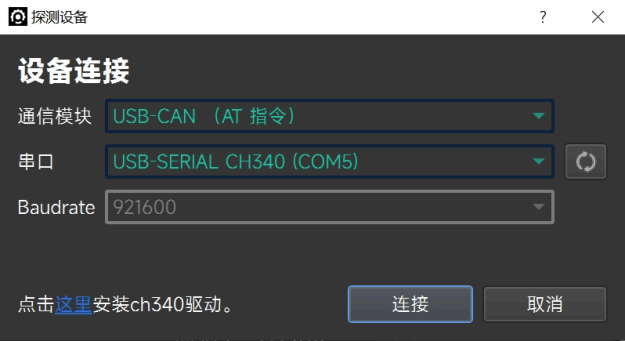 探测设备
设备连接
通信模块 USB-CAN （AT 指令）
串口 USB-SERIAL CH340 (COM5)
Baudrate 921600
点击这里安装ch340驱动。 连接 取消